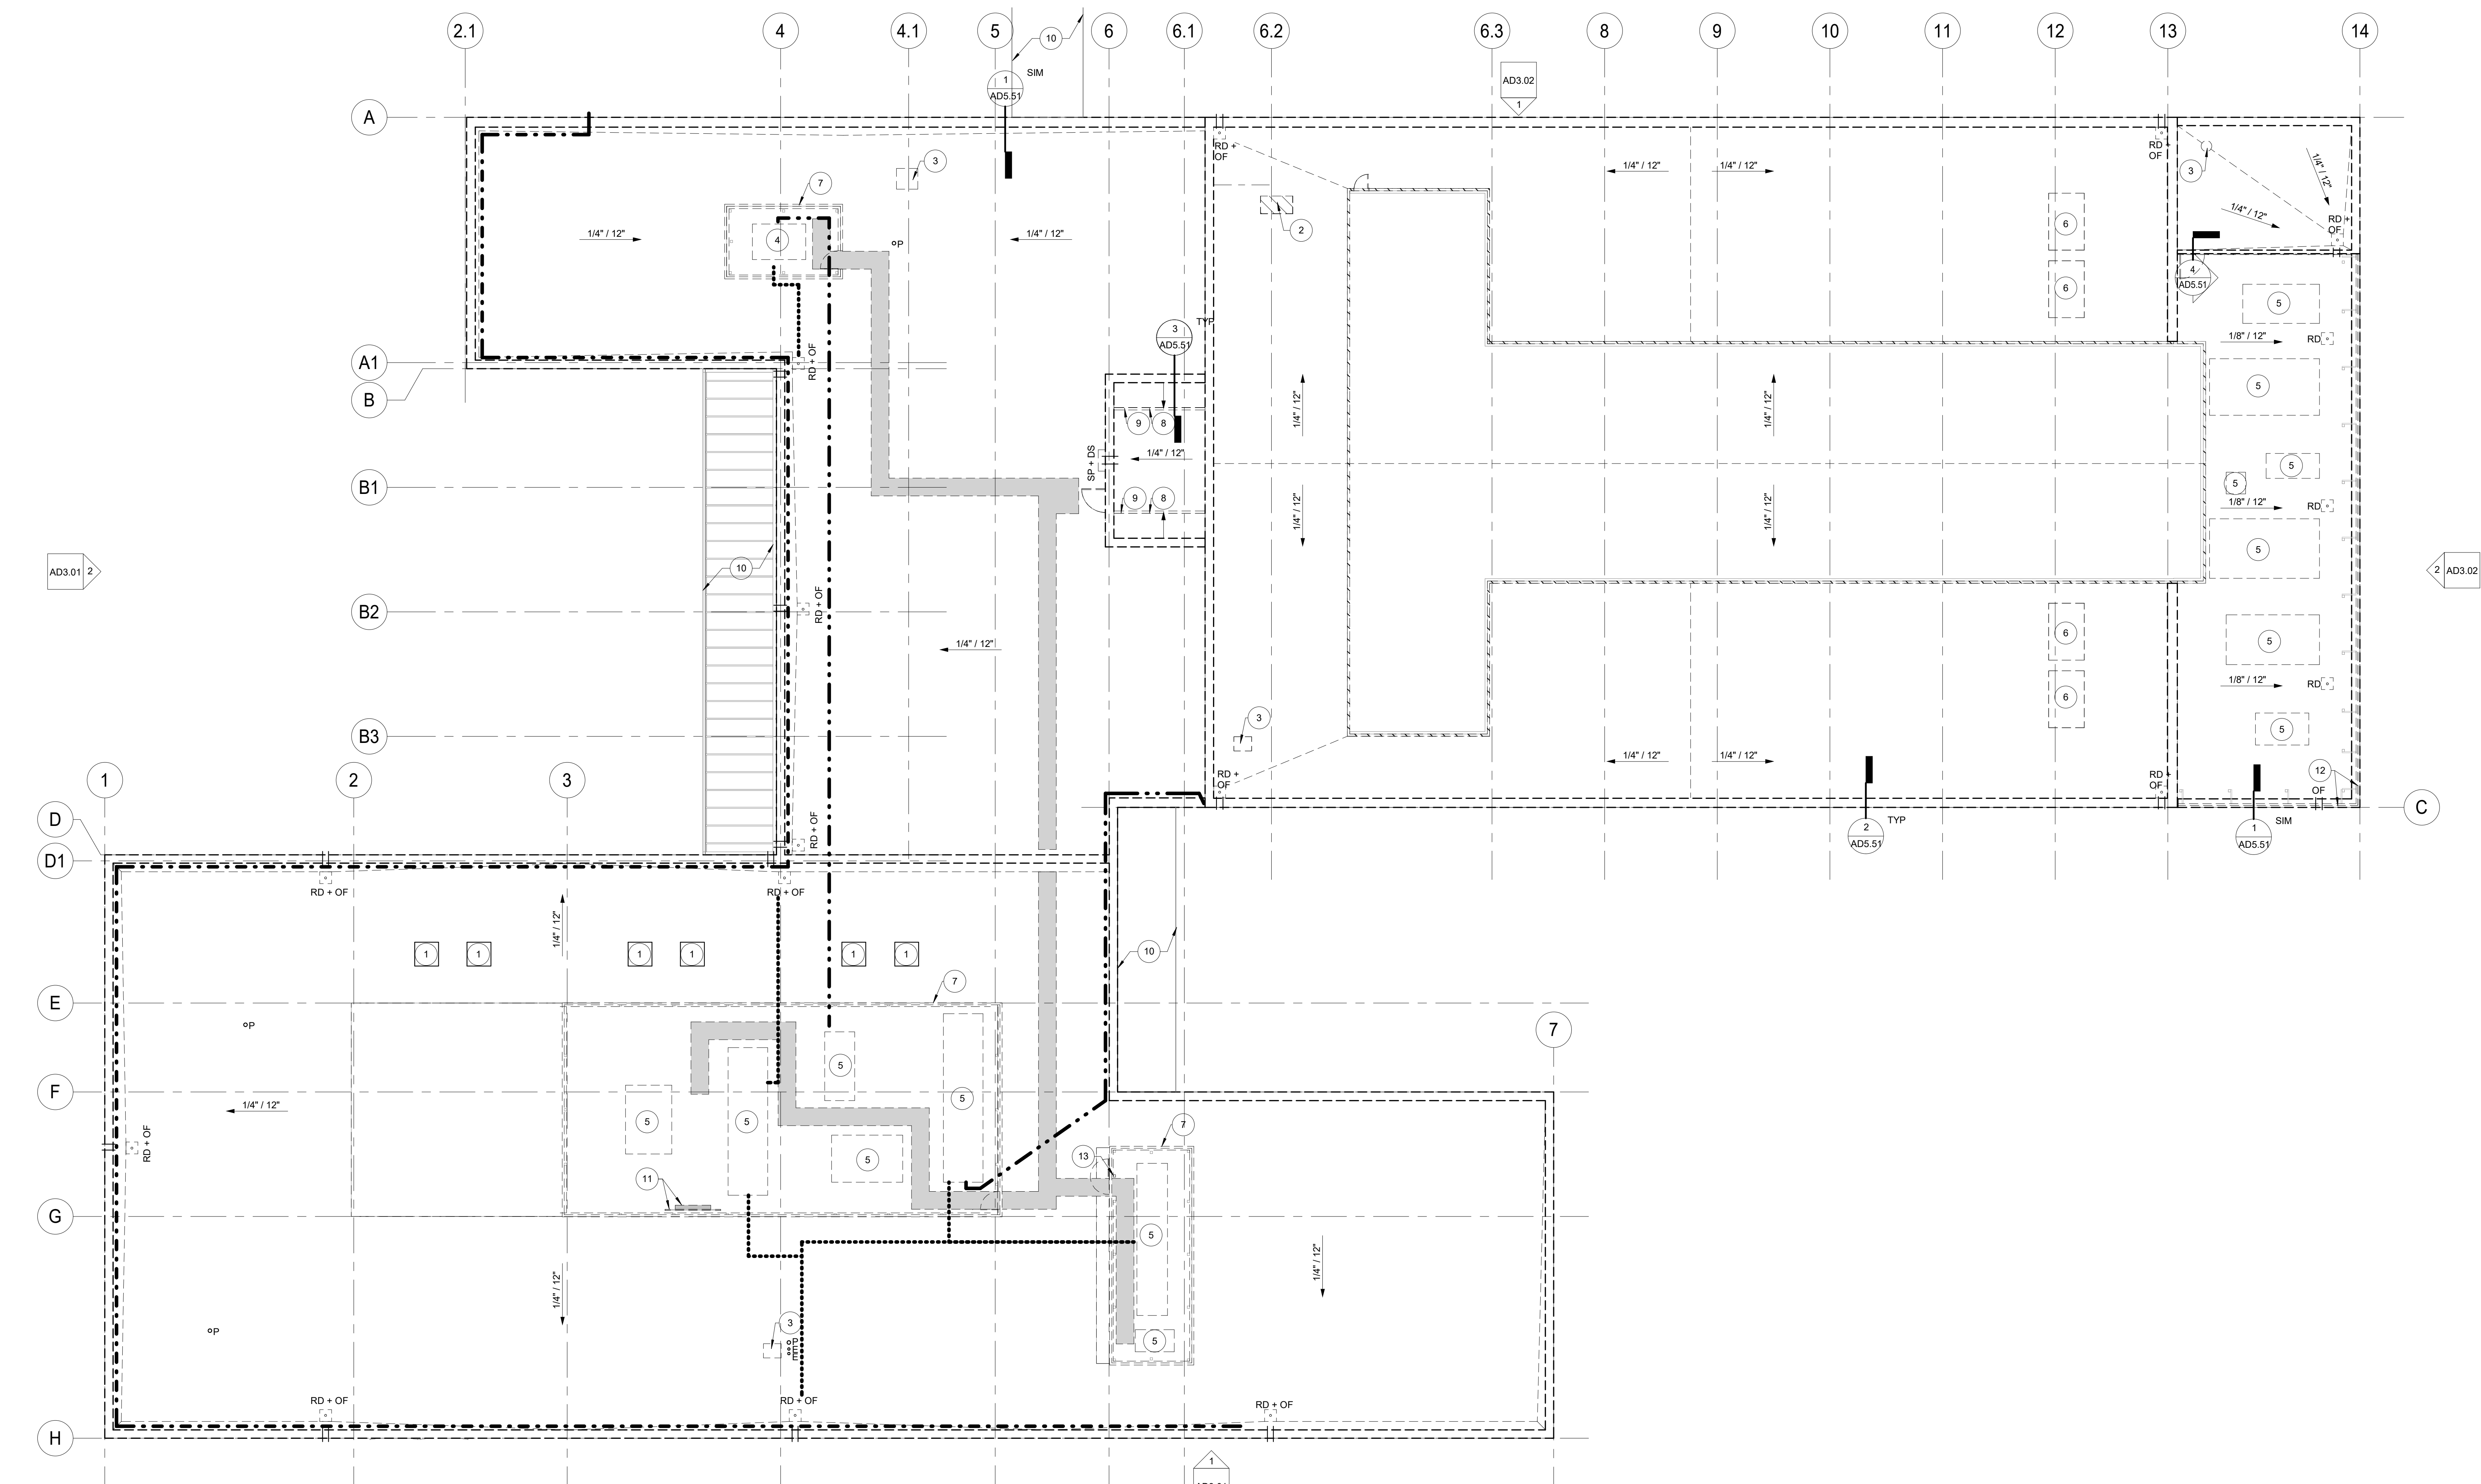 2.1
4
4.1
5
6
6.1
6.2
6.3
8
9
10
11
12
13
14
10
1
AD5.51
SIM
AD3.02
1
A
RD +
OF
RD +
OF
3
1/4" / 12"
1/4" / 12"
1/4" / 12"
3
7
1/4" / 12"
RD +
OF
2
6
4
1/4" / 12"
P
1/4" / 12"
4
AD5.51
6
5
3
AD5.51
TYP
1/8" / 12"
RD
A1
RD + OF
B
5
1/4" / 12"
1/4" / 12"
9
8
SP + DS
1/4" / 12"
5
5
B1
9
8
1/8" / 12"
RD
1/4" / 12"
1/4" / 12"
5
AD3.01
2
10
2
AD3.02
B2
RD + OF
6
5
1/4" / 12"
1/8" / 12"
RD
6
3
5
B3
1/4" / 12"
1/4" / 12"
1
2
3
RD +
OF
RD +
OF
12
OF
C
D
2
AD5.51
TYP
1
AD5.51
SIM
RD + OF
D1
RD + OF
RD + OF
1/4" / 12"
1
1
1
1
1
1
10
7
E
P
7
5
F
5
1/4" / 12"
5
5
7
RD + OF
13
5
11
G
5
1/4" / 12"
1/4" / 12"
P
3
P
E
E
5
RD + OF
RD + OF
RD + OF
H
1